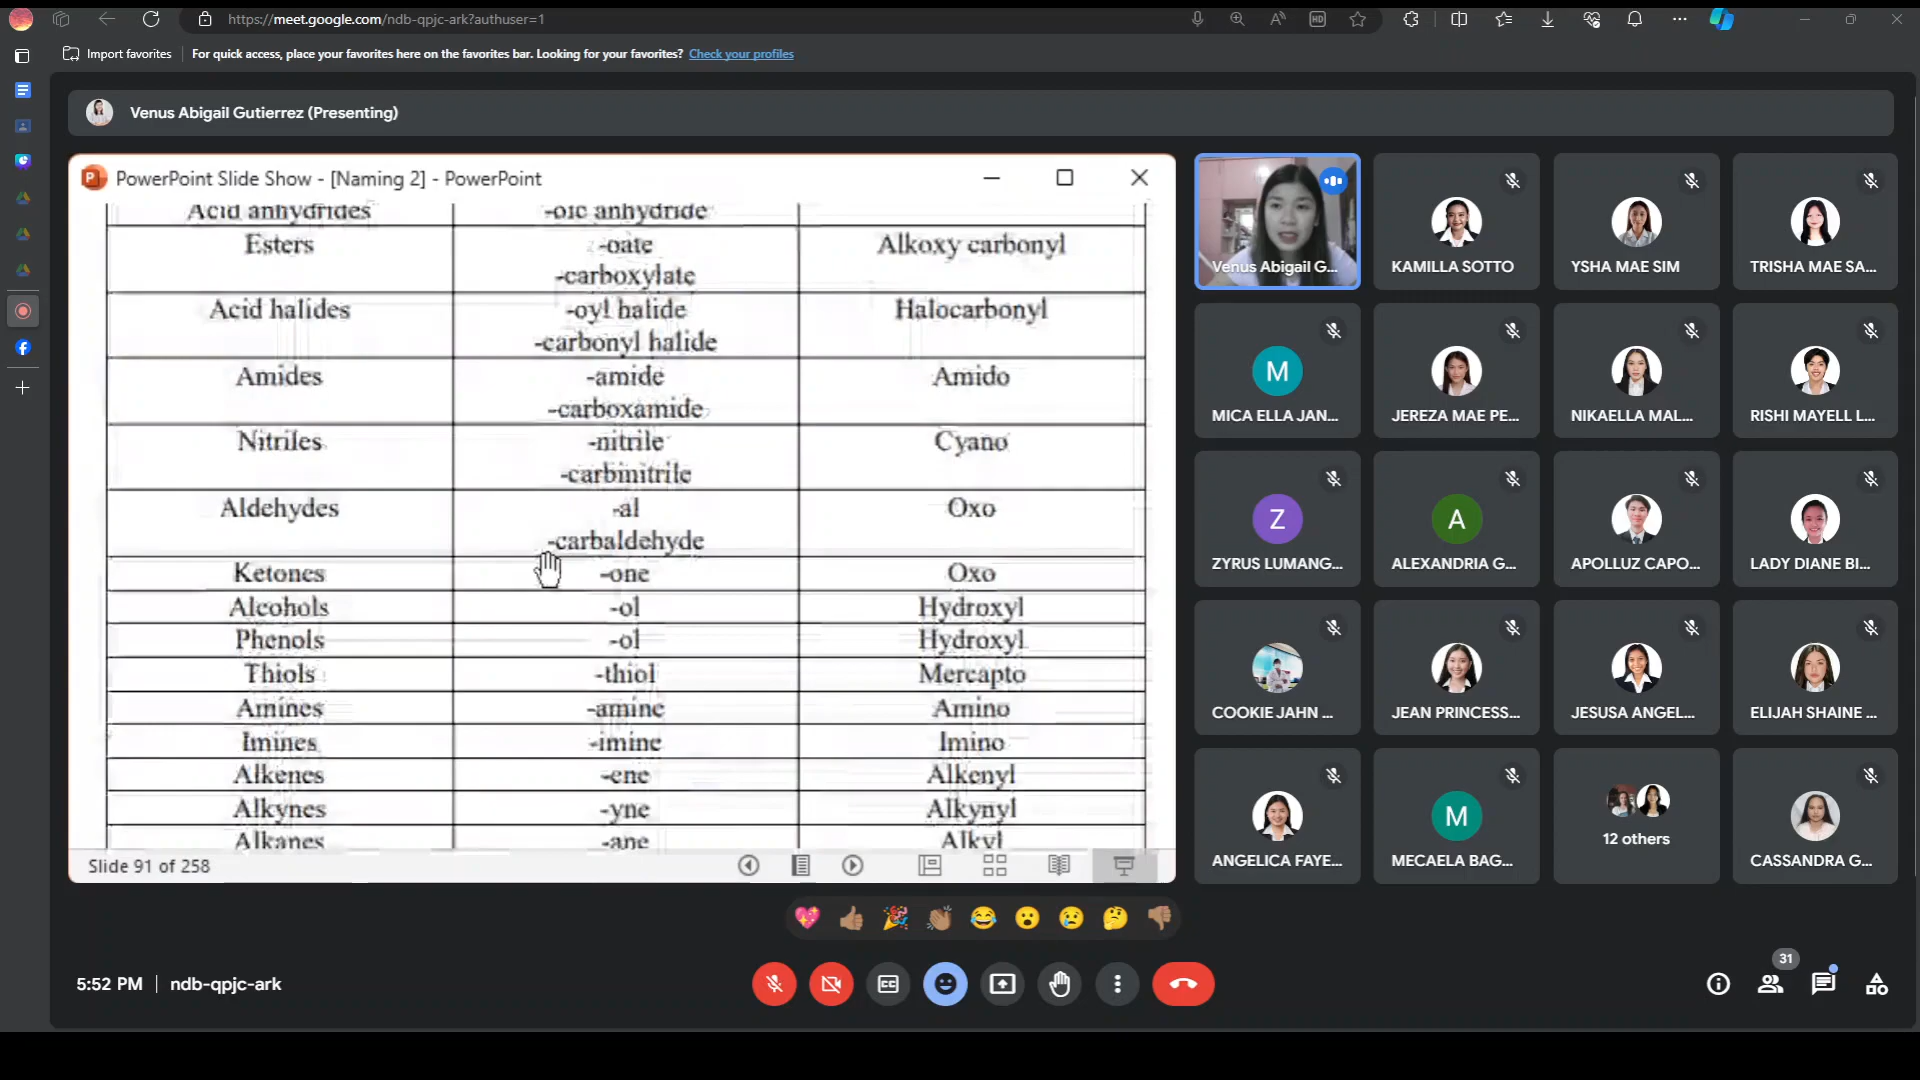 https://meet.google.com/ndb-qpjc-ark?authuser=1
HD
Import favorites
For quick access, place your favorites here on the favorites bar. Looking for your favorites? Check your profiles
Venus Abigail Gutierrez (Presenting)
PowerPoint Slide Show - [Naming 2] - PowerPoint
Acid anhydrides -oic anhydride
Esters -oate Alkoxy carbonyl
-carboxylate
Acid halides -oyl halide Halocarbonyl
-carbonyl halide
Amides -amide Amido
-carboxamide
Nitriles -nitrile Cyano
-carbinitrile
Aldehydes -al Oxo
-carbaldehyde
Ketones -one Oxo
Alcohols -ol Hydroxyl
Phenols -ol Hydroxyl
Thiols -thiol Mercapto
Amines -amine Amino
Imines -imine Imino
Alkenes -ene Alkenyl
Alkynes -yne Alkynyl
Alkanes -ane Alkyl
Slide 91 of 258
Venus Abigail G...
KAMILLA SOTTO
YSHA MAE SIM
TRISHA MAE SA...
M
MICA ELLA JAN...
JEREZA MAE PE...
NIKAELLA MAL...
RISHI MAYELL L...
Z
ZYRUS LUMANG...
A
ALEXANDRIA G...
APOLLUZ CAPO...
LADY DIANE BI...
COOKIE JAHN ...
JEAN PRINCESS...
JESUSA ANGEL...
ELIJAH SHAINE ...
ANGELICA FAYE...
M
MECAELA BAG...
12 others
CASSANDRA G...
5:52 PM | ndb-qpjc-ark
31